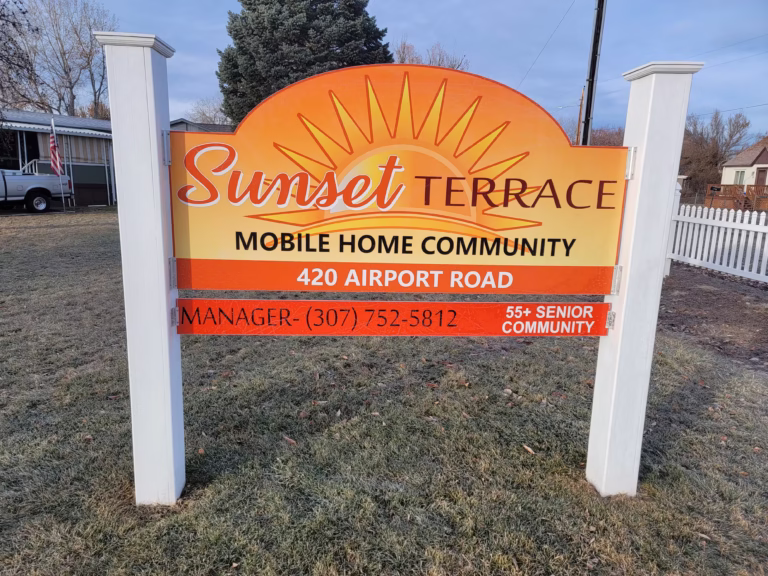 Sunset TERRACE
MOBILE HOME COMMUNITY
420 AIRPORT ROAD
MANAGER- (307) 752-5812
55+ SENIOR
COMMUNITY